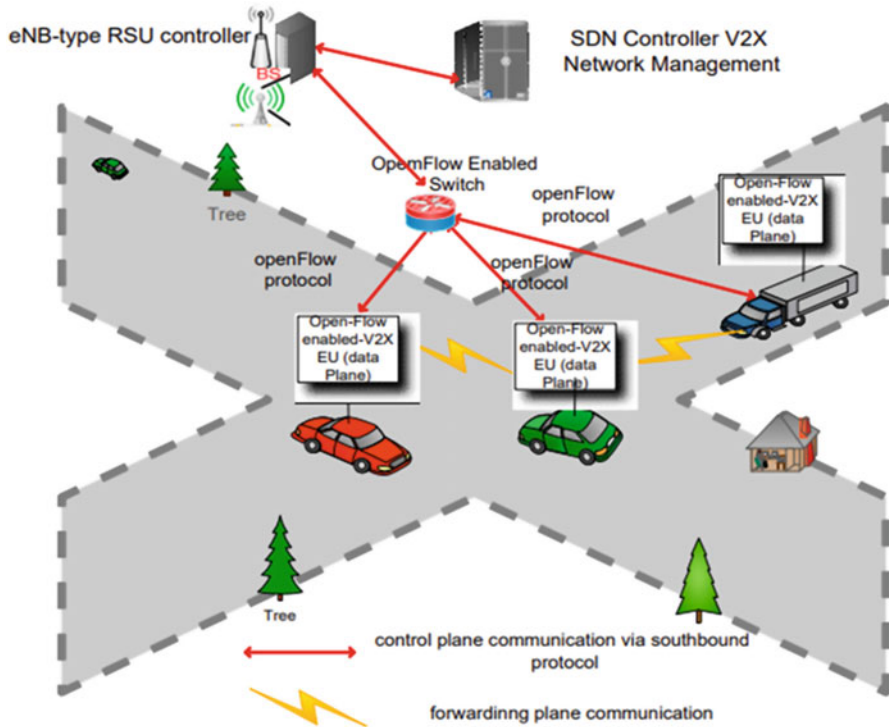 eNB-type RSU controller
BS
SDN Controller V2X
Network Management
OpemFlow Enabled
Switch
openFlow
protocol
Open-Flow
enabled-V2X
EU (data
Plane)
Tree
openFlow
protocol
openFlow
protocol
Open-Flow
enabled-V2X
EU (data
Plane)
Open-Flow
enabled-V2X
EU (data
Plane)
Tree
control plane communication via southbound
protocol
forwardinng plane communication